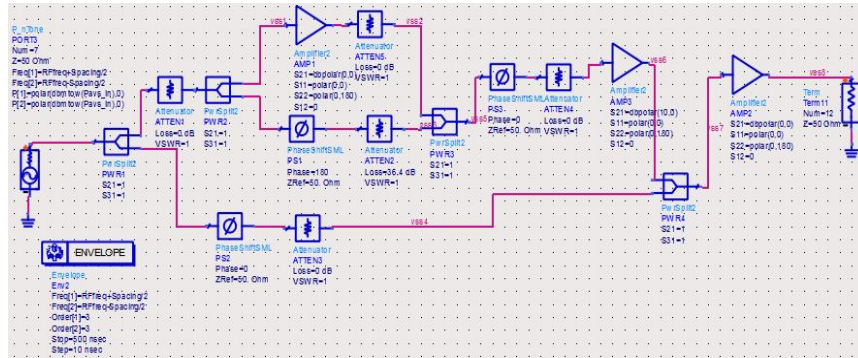 P_nTone
PORT3
Num=7
Z=50 Ohm
Freq[1]=RFfreq+Spacing/2
Freq[2]=RFfreq-Spacing/2
P[1]=polar(dbmtow(Pavs_in),0)
P[2]=polar(dbmtow(Pavs_in),0)
PwrSplit2
PWR1
S21=1
S31=1
Attenuator
ATTEN1
Loss=0 dB
VSWR=1
PwrSplit2
PWR2
S21=1
S31=1
vss1
Amplifier2
AMP1
S21=dbpolar(0,0)
S11=polar(0,0)
S22=polar(0,180)
S12=0
Attenuator
ATTEN5
Loss=0 dB
VSWR=1
vss2
PhaseShiftSML
PS1
Phase=180
ZRef=50. Ohm
Attenuator
ATTEN2
Loss=36.4 dB
VSWR=1
PwrSplit2
PWR3
S21=1
S31=1
vss5
PhaseShiftSML
PS3
Phase=0
ZRef=50. Ohm
Attenuator
ATTEN4
Loss=0 dB
VSWR=1
Amplifier2
AMP3
S21=dbpolar(10,0)
S11=polar(0,0)
S22=polar(0,180)
S12=0
vss6
PwrSplit2
PWR4
S21=1
S31=1
vss7
Amplifier2
AMP2
S21=dbpolar(0,0)
S11=polar(0,0)
S22=polar(0,180)
S12=0
vss8
Term
Term11
Num=12
Z=50 Ohm
PhaseShiftSML
PS2
Phase=0
ZRef=50. Ohm
Attenuator
ATTEN3
Loss=0 dB
VSWR=1
vss4
ENVELOPE
Envelope
Env2
Freq[1]=RFfreq+Spacing/2
Freq[2]=RFfreq-Spacing/2
Order[1]=3
Order[2]=3
Stop=500 nsec
Step=10 nsec